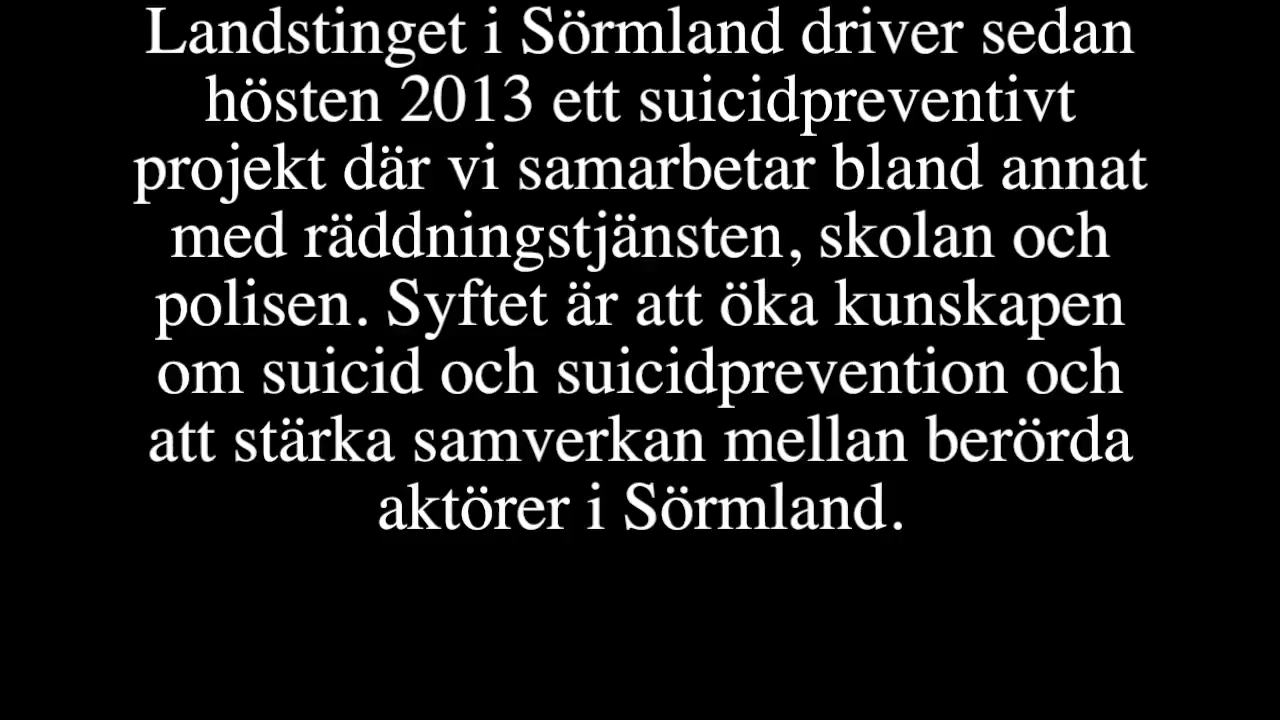 Landstinget i Sörmland driver sedan
hösten 2013 ett suicidpreventivt
projekt där vi samarbetar bland annat
med räddningstjänsten, skolan och
polisen. Syftet är att öka kunskapen
om suicid och suicidprevention och
att stärka samverkan mellan berörda
aktörer i Sörmland.